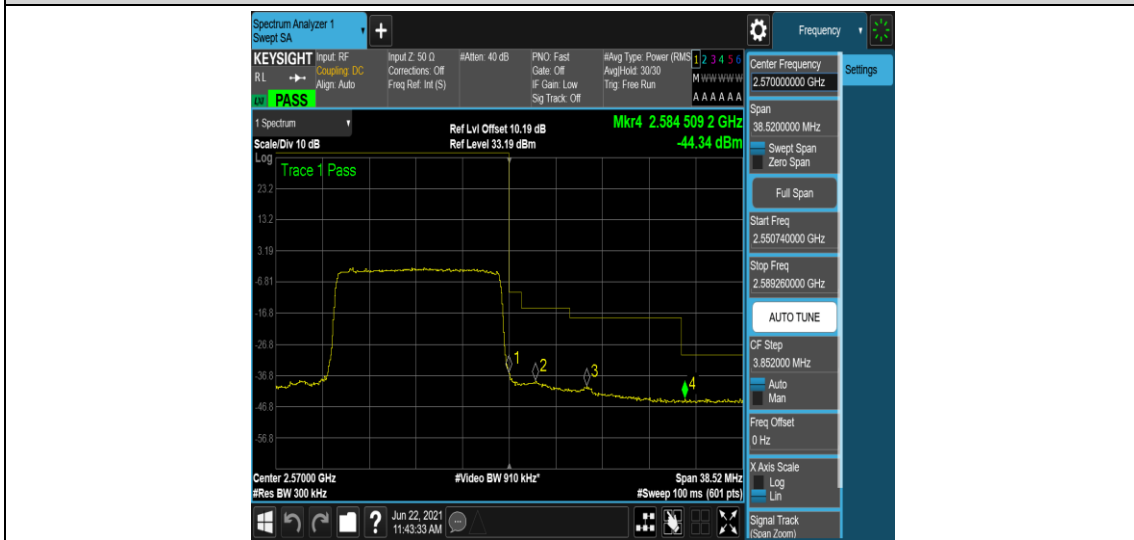 Spectrum Analyzer 1
Swept SA
+
Frequency
KEYSIGHT
RL
LXI
PASS
Input: RF
Coupling: DC
Align: Auto
Input Z: 50 Ω
Corrections: Off
Freq Ref: Int (S)
#Atten: 40 dB
PNO: Fast
Gate: Off
IF Gain: Low
Sig Track: Off
#Avg Type: Power (RMS
Avg|Hold: 30/30
Trig: Free Run
1 2 3 4 5 6
M W W W W W
A A A A A A
1 Spectrum
Scale/Div 10 dB
Ref Lvl Offset 10.19 dB
Ref Level 33.19 dBm
Mkr4 2.584 509 2 GHz
-44.34 dBm
Log
Trace 1 Pass
23.2
13.2
3.19
-6.81
-16.8
-26.8
-36.8
-46.8
-56.8
1
2
3
4
Center 2.57000 GHz
#Res BW 300 kHz
#Video BW 910 kHz*
Span 38.52 MHz
#Sweep 100 ms (601 pts)
?
Jun 22, 2021
11:43:33 AM
Center Frequency
2.570000000 GHz
Settings
Span
38.5200000 MHz
Swept Span
Zero Span
Full Span
Start Freq
2.550740000 GHz
Stop Freq
2.589260000 GHz
AUTO TUNE
CF Step
3.852000 MHz
Auto
Man
Freq Offset
0 Hz
X Axis Scale
Log
Lin
Signal Track
(Span Zoom)